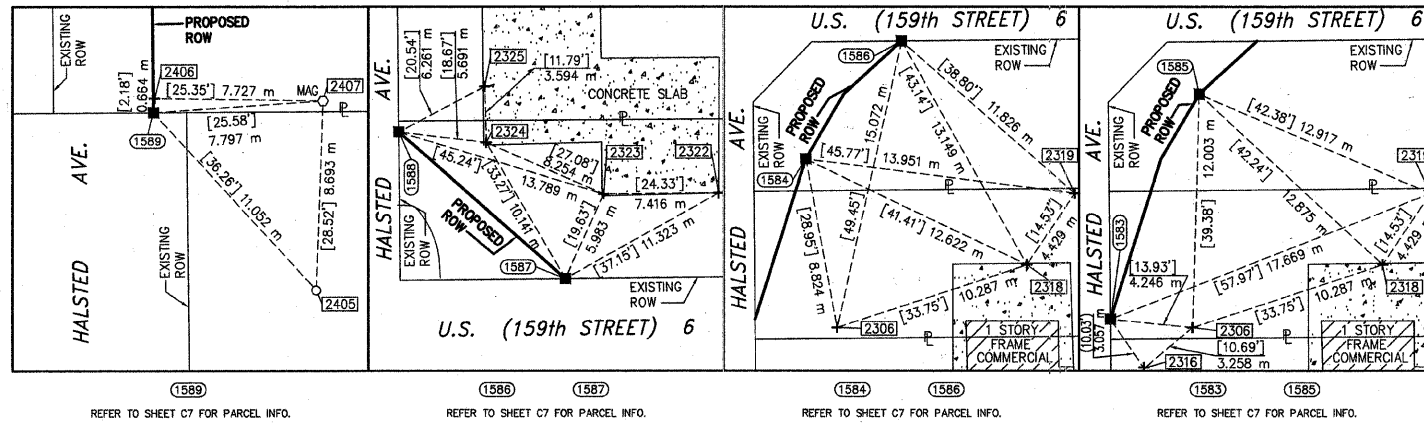 EXISTING
ROW
PROPOSED
ROW
[2.18']
0.664 m
2406
[25.35'] 7.727 m
MAG
2407
[25.58']
7.797 m
1589
[36.26'] 11.052 m
[28.52'] 8.693 m
2405
EXISTING
ROW
HALSTED AVE.
1589
REFER TO SHEET C7 FOR PARCEL INFO.
[20.54']
6.261 m
[18.67']
5.691 m
2325
[11.79']
3.594 m
CONCRETE SLAB
2324
2323
2322
[27.08']
8.254 m
[24.33']
7.416 m
[45.24'] 13.789 m
[33.27'] 10.141 m
[19.63']
5.983 m
[37.15'] 11.323 m
1588
PROPOSED
ROW
1587
EXISTING
ROW
EXISTING
ROW
HALSTED AVE.
U.S. (159th STREET) 6
1586 1587
REFER TO SHEET C7 FOR PARCEL INFO.
U.S. (159th STREET) 6
1586
EXISTING
ROW
[38.80'] 11.826 m
[43.14'] 13.149 m
PROPOSED
ROW
EXISTING
ROW
[49.45'] 15.072 m
[45.77'] 13.951 m
2319
1584
[41.41'] 12.622 m
[28.95'] 8.824 m
[14.53']
4.429 m
[33.75'] 10.287 m
2318
2306
1 STORY
FRAME
COMMERCIAL
HALSTED AVE.
1584 1586
REFER TO SHEET C7 FOR PARCEL INFO.
U.S. (159th STREET) 6
1585
EXISTING
ROW
PROPOSED
ROW
EXISTING
ROW
[42.38'] 12.917 m
[42.24'] 12.875 m
[39.38'] 12.003 m
1583
[13.93']
4.246 m
[57.97'] 17.669 m
[14.53']
4.429
[33.75'] 10.287 m
2318
2306
[10.03']
3.057 m
[10.69']
3.258 m
2316
1 STORY
FRAME
COMMERCIAL
HALSTED AVE.
1583 1585
REFER TO SHEET C7 FOR PARCEL INFO.